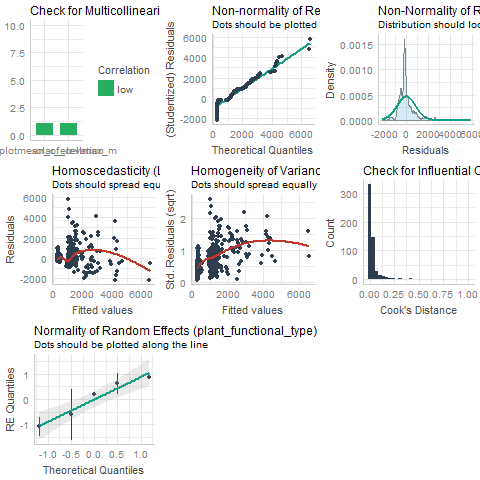 Check for Multicollineari
10.0
7.5
5.0
2.5
0.0
Correlation
low
Non-normality of Re
Dots should be plotted
(Studentized) Residuals
6000
4000
2000
0
-2000
0 2000 4000 6000
Theoretical Quantiles
Non-Normality of R
Distribution should loo
Density
0.0015
0.0010
0.0005
0.0000
-2000 0 2000 4000 6000
Residuals
Homoscedasticity (L
Dots should spread equ
Residuals
6000
4000
2000
0
-2000
0 2000 4000 6000
Fitted values
Homogeneity of Varianc
Dots should spread equally
Std. Residuals (sqrt)
2
1
0
0 2000 4000 6000
Fitted values
Check for Influential O
Count
300
200
100
0
0.00 0.25 0.50 0.75 1.00
Cook's Distance
Normality of Random Effects (plant_functional_type)
Dots should be plotted along the line
RE Quantiles
1
0
-1
-1.0 -0.5 0.0 0.5 1.0
Theoretical Quantiles